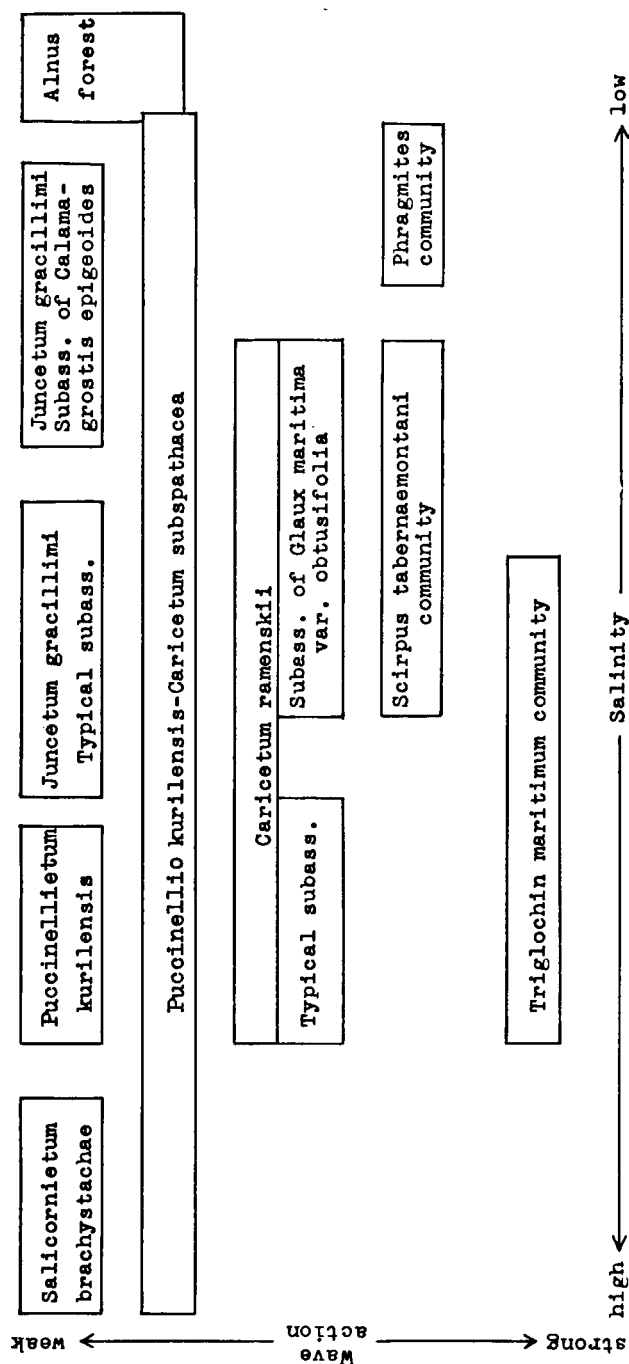 Salicornietum
brachystachae
Puccinellietum
kurilensis
Juncetum gracillimi
Typical subass.
Juncetum gracillimi
Subass. of Calama-
grostis epigeoides
Alnus
forest
Puccinellio kurilensis-Caricetum subspathacea
Caricetum ramenskii
Typical subass.
Subass. of Glaux maritima
var. obtusifolia
Scirpus tabernaemontani
community
Phragmites
community
Triglochin maritimum community
weak
Wave
action
strong
high
Salinity
low